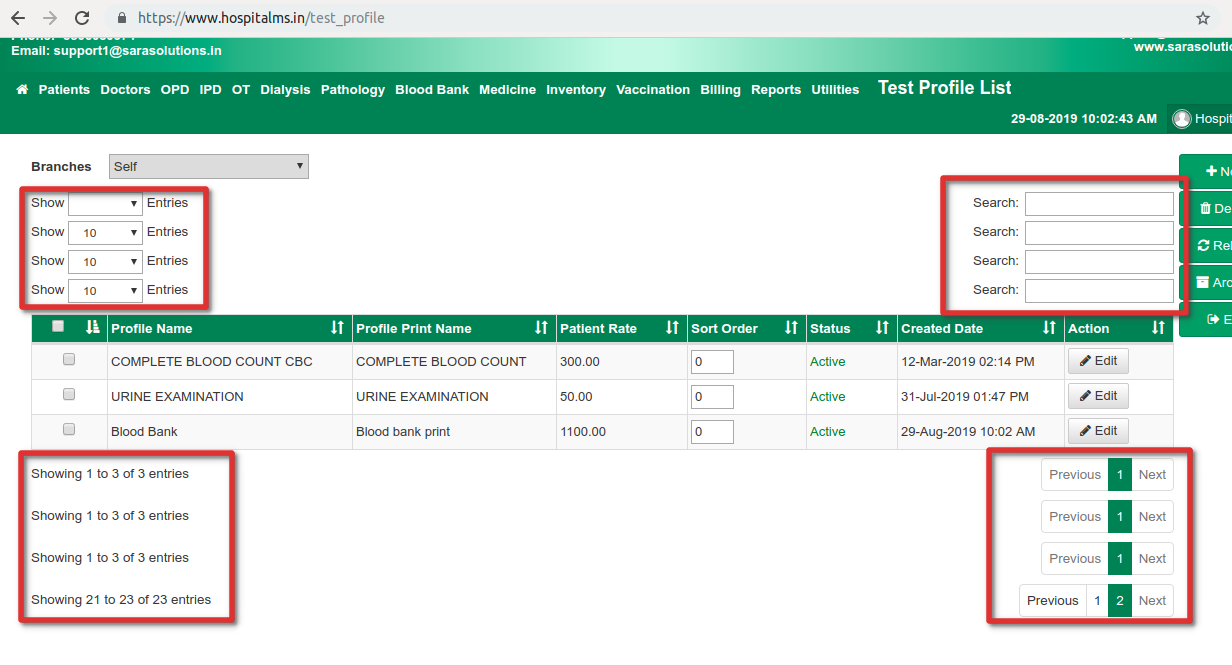 https://www.hospitalms.in/test_profile
Email: support1@sarasolutions.in
Patients Doctors OPD IPD OT Dialysis Pathology Blood Bank Medicine Inventory Vaccination Billing Reports Utilities Test Profile List
29-08-2019 10:02:43 AM
Branches Self
Show Entries Search:
Show 10 Entries Search:
Show 10 Entries Search:
Show 10 Entries Search:
Profile Name Profile Print Name Patient Rate Sort Order Status Created Date Action
COMPLETE BLOOD COUNT CBC COMPLETE BLOOD COUNT 300.00 0 Active 12-Mar-2019 02:14 PM Edit
URINE EXAMINATION URINE EXAMINATION 50.00 0 Active 31-Jul-2019 01:47 PM Edit
Blood Bank Blood bank print 1100.00 0 Active 29-Aug-2019 10:02 AM Edit
Showing 1 to 3 of 3 entries Previous 1 Next
Showing 1 to 3 of 3 entries Previous 1 Next
Showing 1 to 3 of 3 entries Previous 1 Next
Showing 21 to 23 of 23 entries Previous 1 2 Next